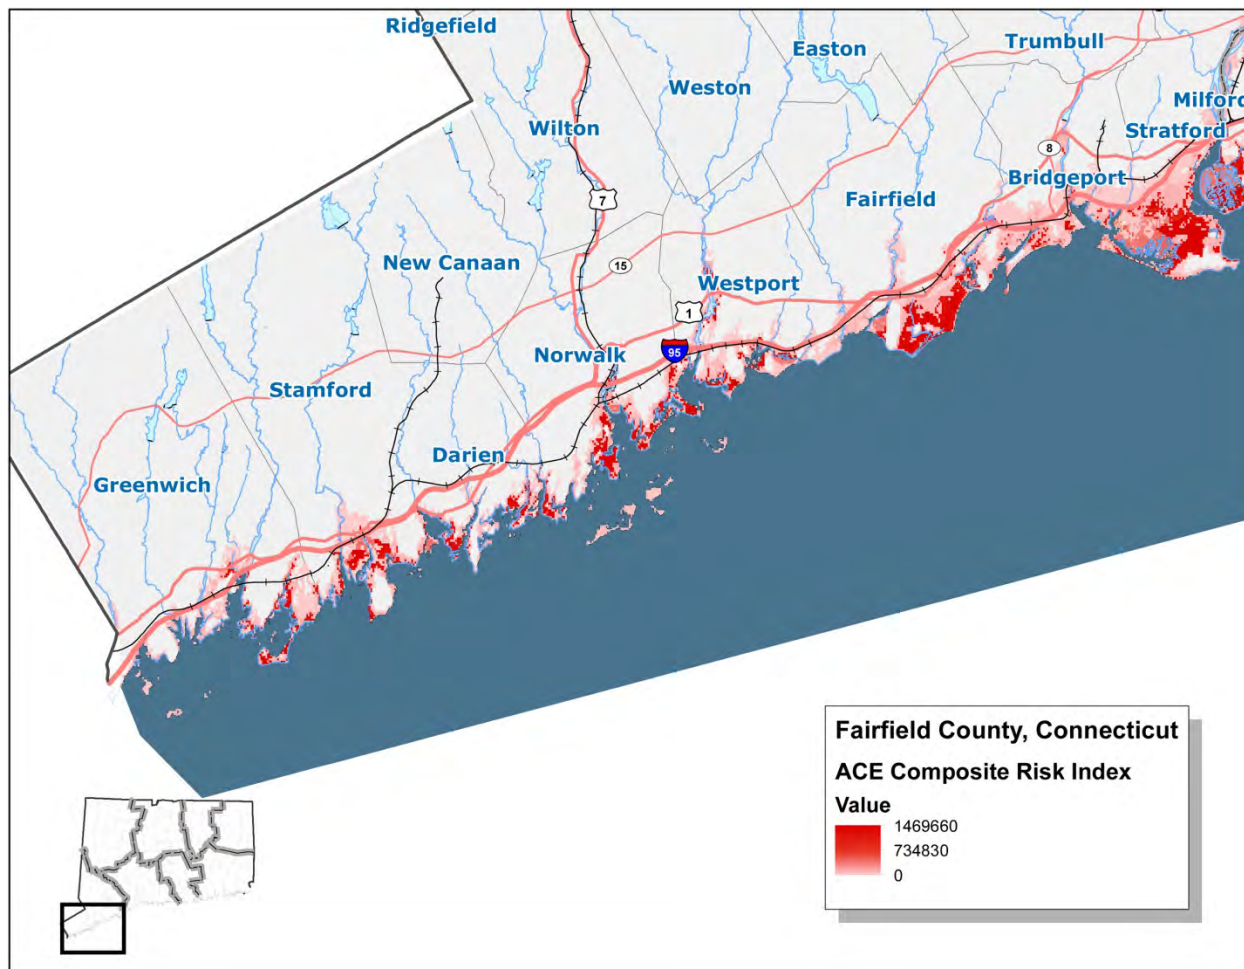 Ridgefield
Trumbull
Easton
Weston
Milford
Wilton
Stratford
8
Bridgeport
7
Fairfield
New Canaan
15
Westport
1
95
Norwalk
Stamford
Darien
Greenwich
Fairfield County, Connecticut
ACE Composite Risk Index
Value
1469660
734830
0